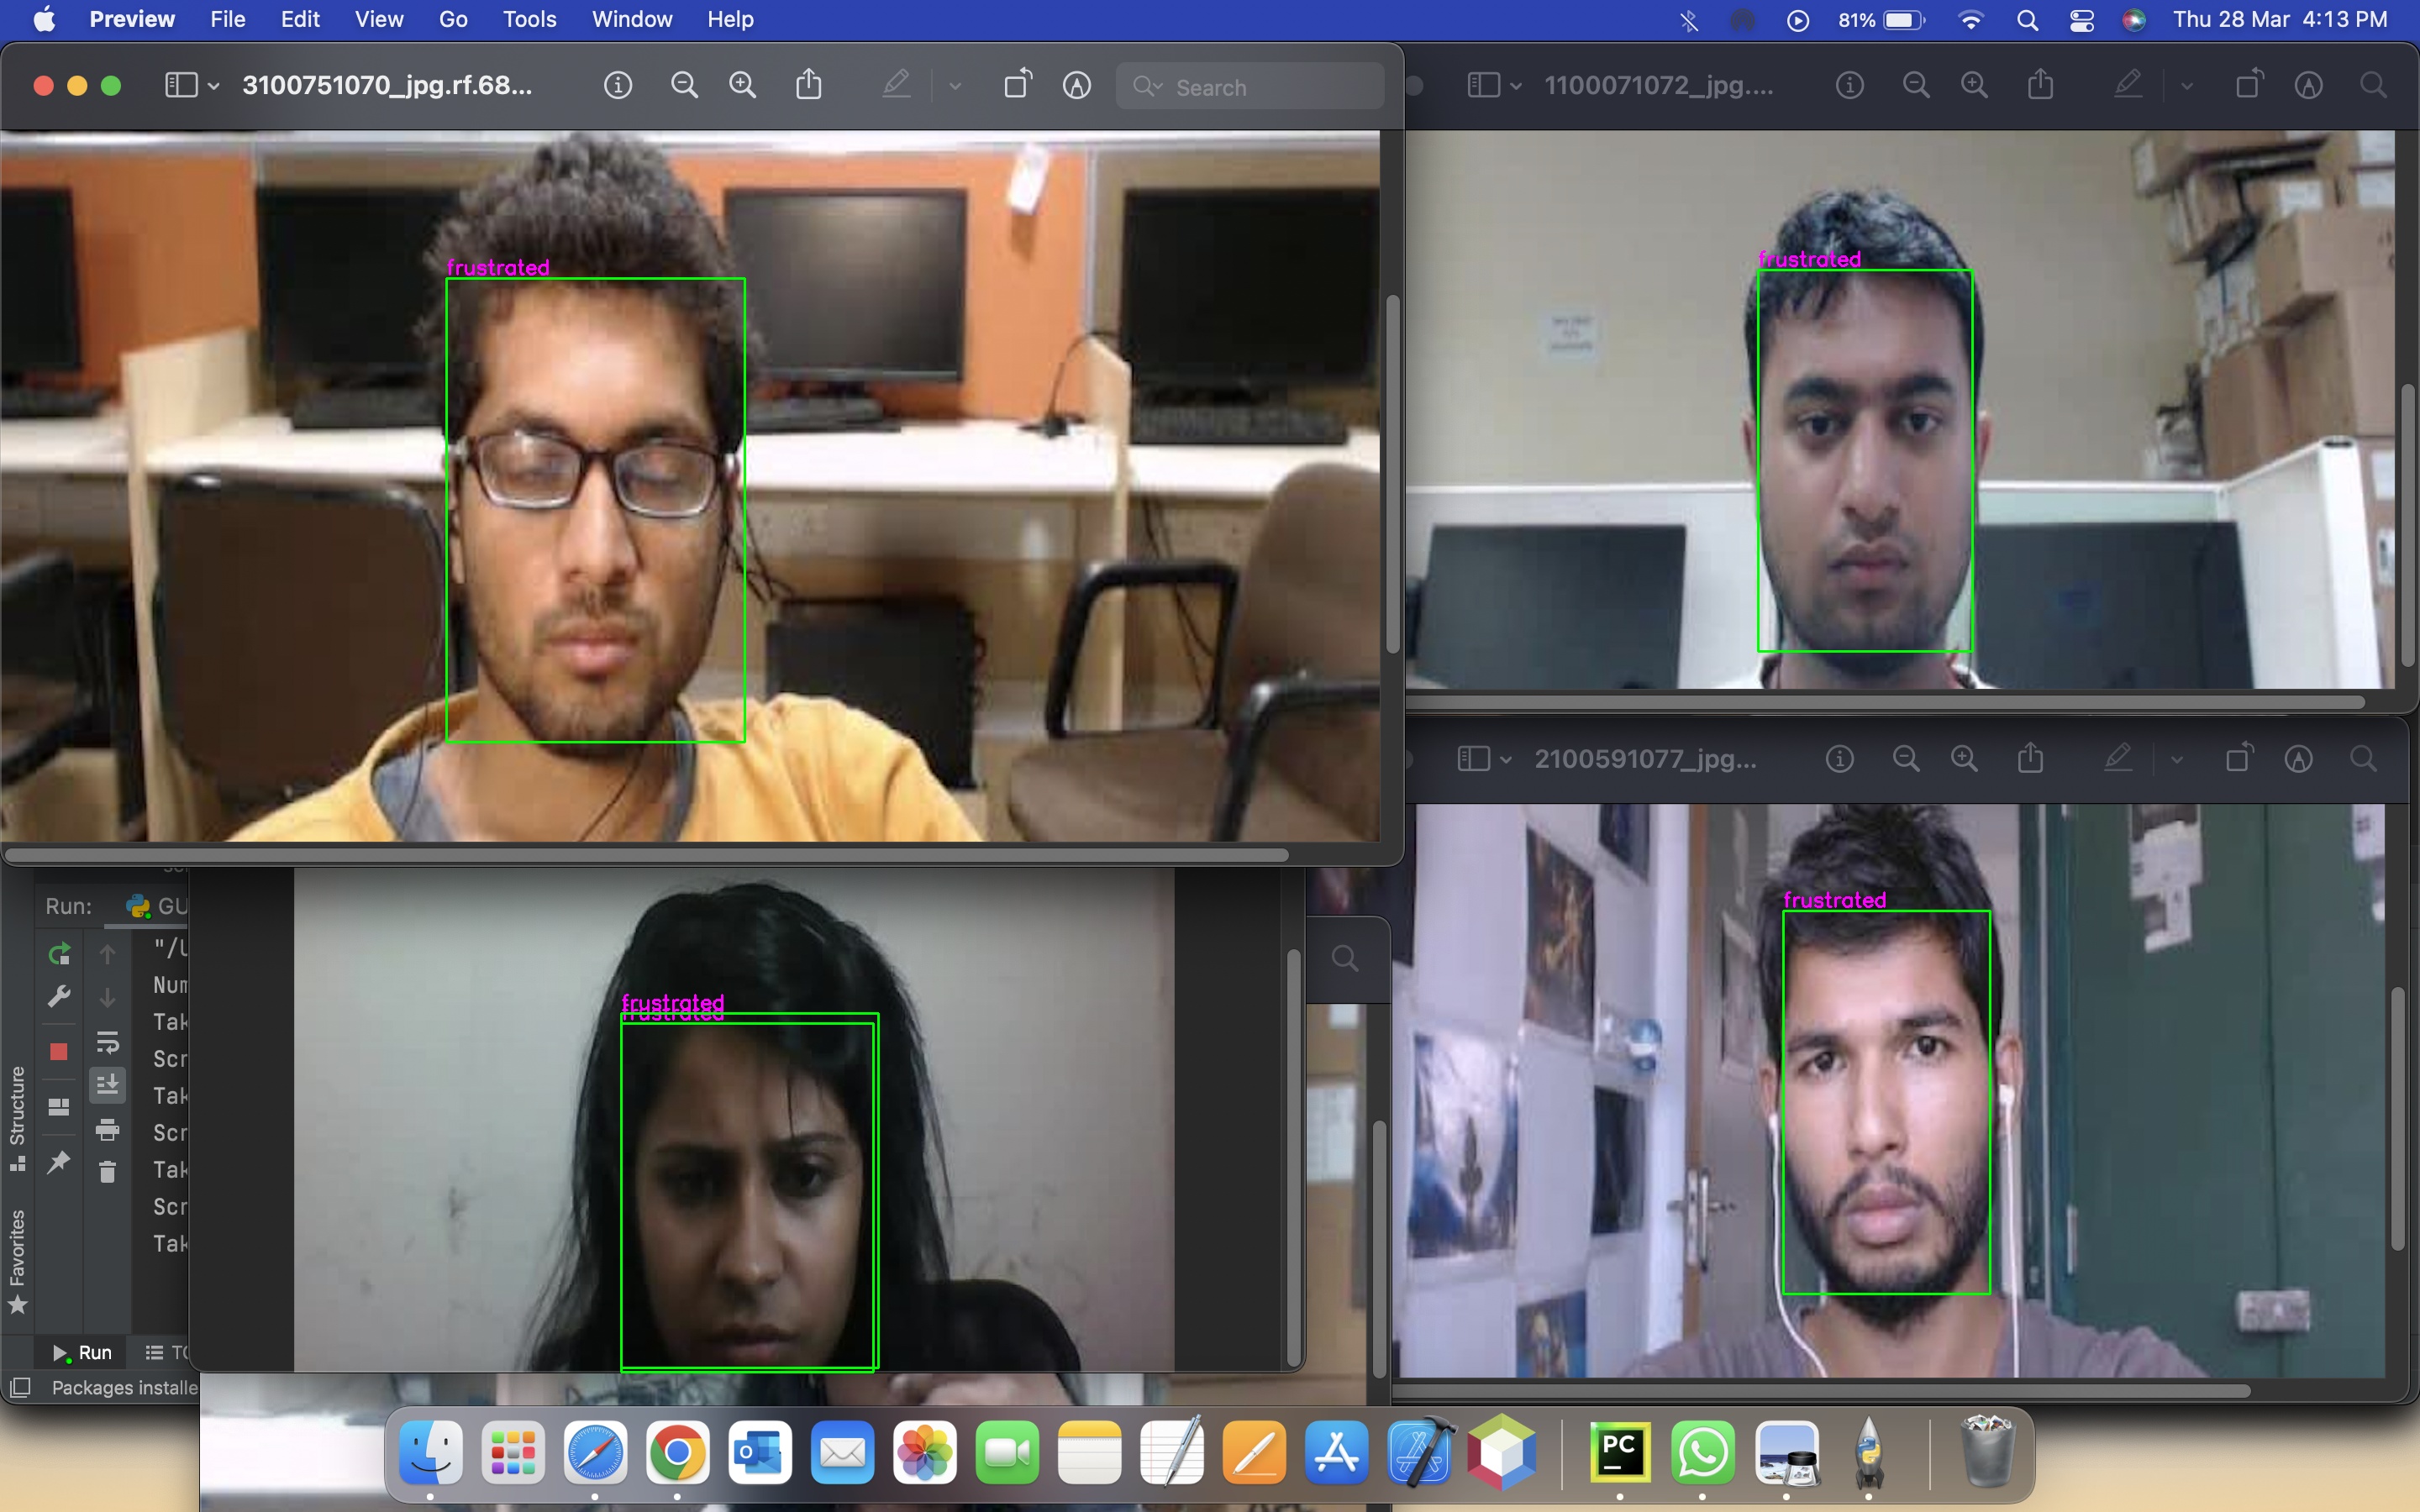 Preview File Edit View Go Tools Window Help 81% Thu 28 Mar 4:13 PM
3100751070_jpg.rf.68... Search
1100071072_jpg....
frustrated
frustrated
2100591077_jpg...
frustrated
Run: GU
"/U
Num
Tak
Scr
Tak
Scr
Tak
Scr
Tak
frustrated
frustrated
Structure
Favorites
Run TO
Packages installe
PC